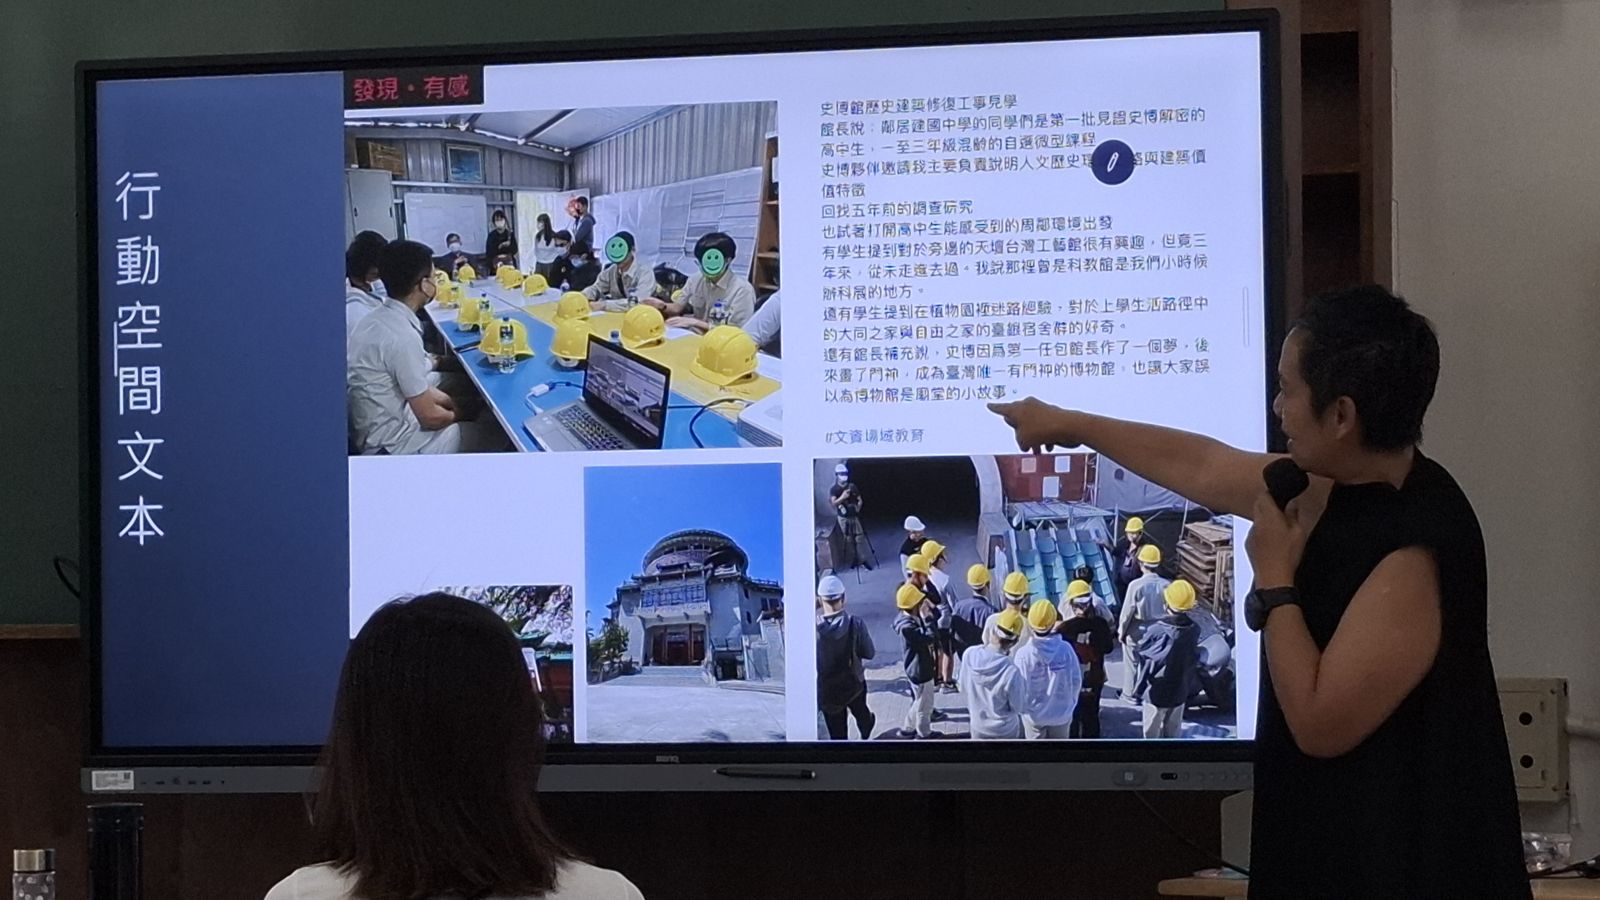 發現・有感
行動空間文本
史博館歷史建築修復工事見學
館長說：鄰居建國中學的同學們是第一批見證史博解密的
高中生，一至三年級混齡的自選微型課程
史博夥伴邀請我主要負責說明人文歷史環 路與建築價
值特徵
回找五年前的調查研究
也試著打開高中生能感受到的周鄰環境出發
有學生提到對於旁邊的天壇台灣工藝館很有興趣，但竟三
年來，從未走進去過。我說那裡曾是科教館是我們小時候
辦科展的地方。
還有學生提到在植物園裡迷路經驗，對於上學生活路徑中
的大同之家與自由之家的臺銀宿舍群的好奇。
還有館長補充說，史博因為第一任包館長作了一個夢，後
來畫了門神，成為臺灣唯一有門神的博物館。也讓大家誤
以為博物館是廟堂的小故事。
#文資場域教育
BenQ